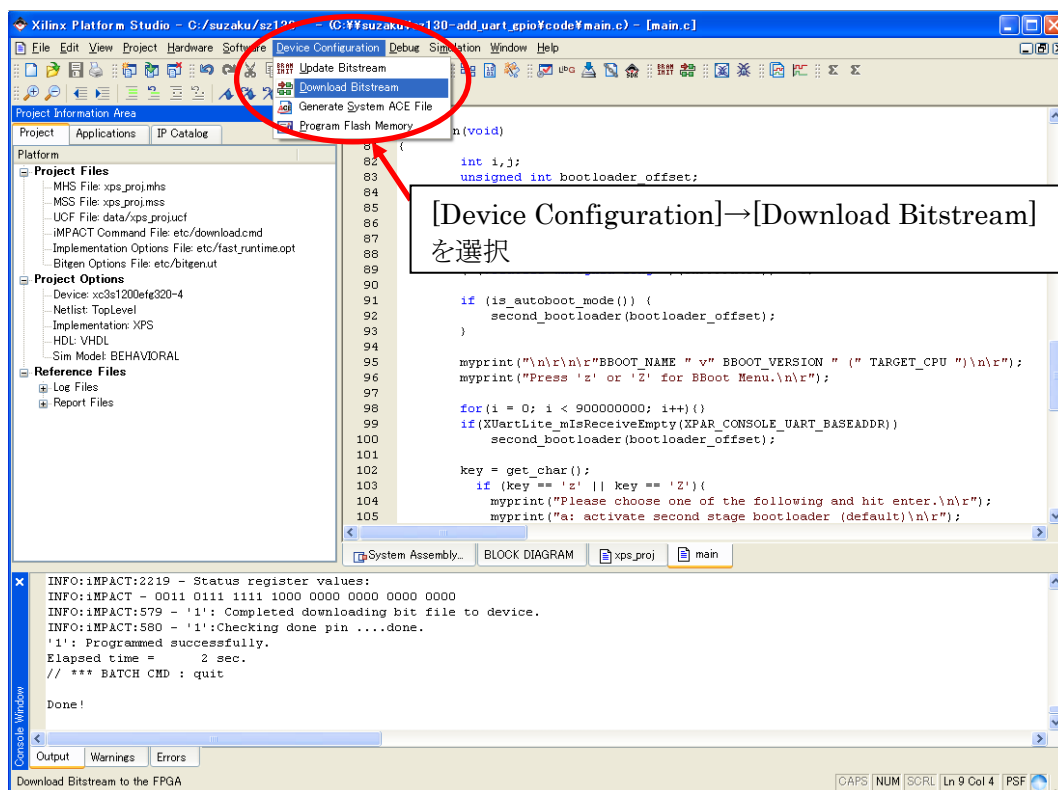 Xilinx Platform Studio - C:/suzaku/sz130 - (C:¥¥suzaku¥sz130-add_uart_gpio¥code¥main.c) - [main.c]
File Edit View Project Hardware Software Device Configuration Debug Simulation Window Help
Update Bitstream
Download Bitstream
Generate System ACE File
Program Flash Memory
Project Information Area
Project Applications IP Catalog
Platform
Project Files
MHS File: xps_proj.mhs
MSS File: xps_proj.mss
UCF File: data/xps_proj.ucf
iMPACT Command File: etc/download.cmd
Implementation Options File: etc/fast_runtime.opt
Bitgen Options File: etc/bitgen.ut
Project Options
Device: xc3s1200efg320-4
Netlist: TopLevel
Implementation: XPS
HDL: VHDL
Sim Model: BEHAVIORAL
Reference Files
Log Files
Report Files
n(void)
{
82 int i,j;
83 unsigned int bootloader_offset;
84
85
86
87
88
89
90
91 if (is_autoboot_mode()) {
92 second_bootloader(bootloader_offset);
93 }
94
95 myprint("\n\r\n\r"BBOOT_NAME " v" BBOOT_VERSION " (" TARGET_CPU ")\n\r");
96 myprint("Press 'z' or 'Z' for BBoot Menu.\n\r");
97
98 for(i = 0; i < 900000000; i++){}
99 if(XUartLite_mIsReceiveEmpty(XPAR_CONSOLE_UART_BASEADDR))
100 second_bootloader(bootloader_offset);
101
102 key = get_char();
103 if (key == 'z' || key == 'Z'){
104 myprint("Please choose one of the following and hit enter.\n\r");
105 myprint("a: activate second stage bootloader (default)\n\r");
[Device Configuration]→[Download Bitstream]
を選択
System Assembly... BLOCK DIAGRAM xps_proj main
INFO:iMPACT:2219 - Status register values:
INFO:iMPACT - 0011 0111 1111 1000 0000 0000 0000 0000
INFO:iMPACT:579 - '1': Completed downloading bit file to device.
INFO:iMPACT:580 - '1':Checking done pin ....done.
'1': Programmed successfully.
Elapsed time = 2 sec.
// *** BATCH CMD : quit
Done!
Console Window
Output Warnings Errors
Download Bitstream to the FPGA
CAPS NUM SCRL Ln 9 Col 4 PSF